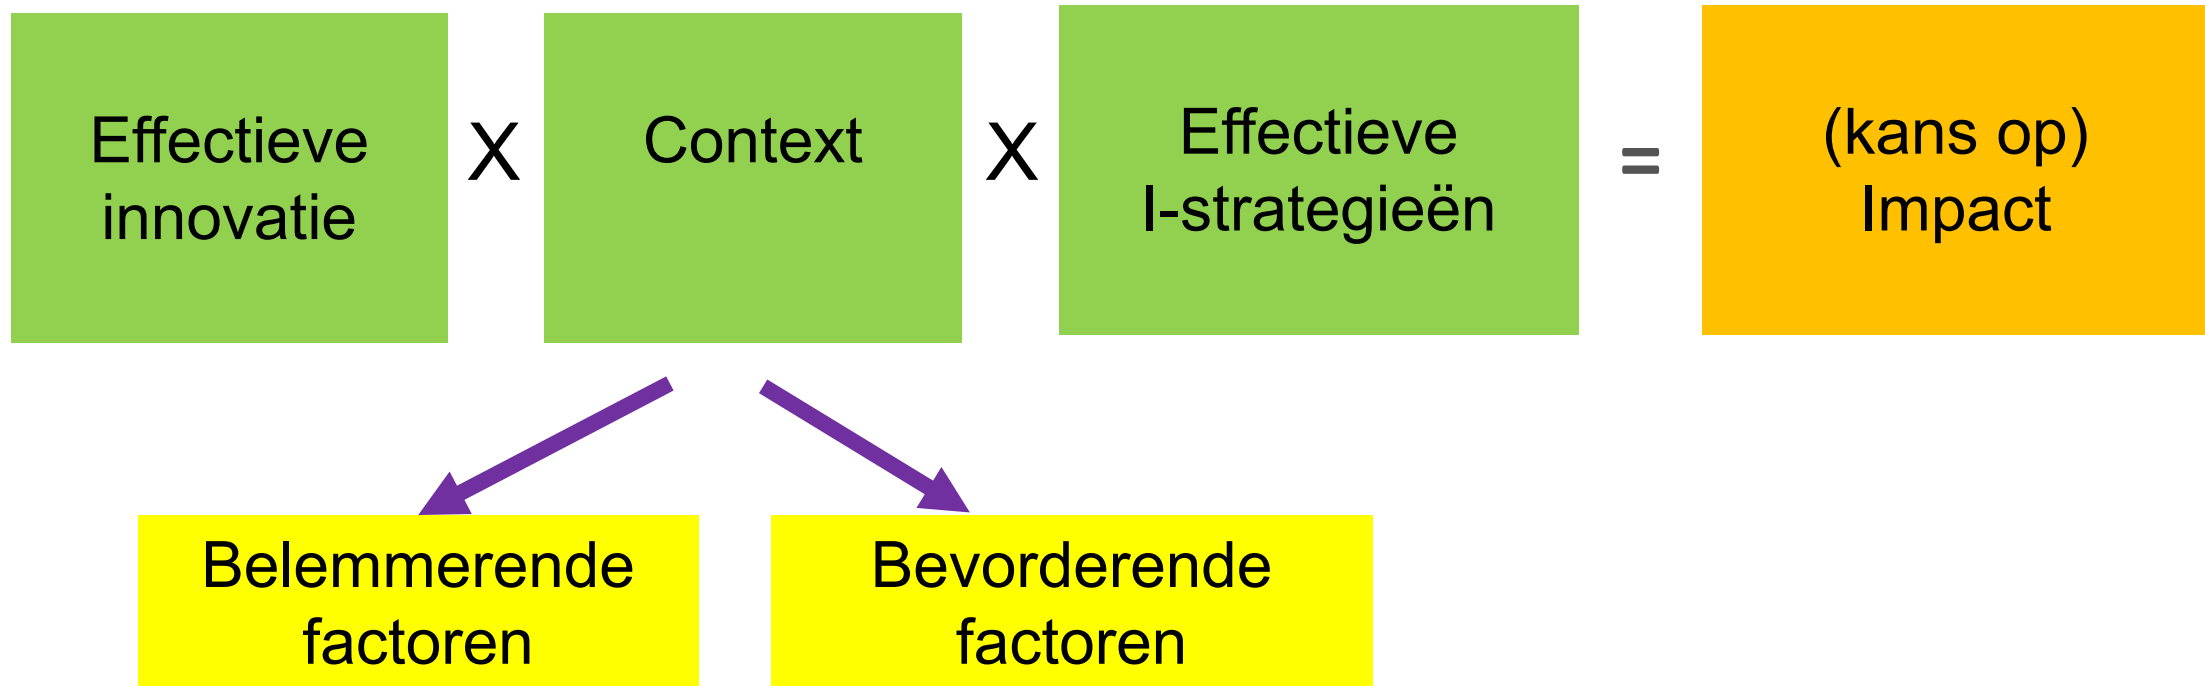 Effectieve
innovatie
X
Context
X
Effectieve
I-strategieën
=
(kans op)
Impact
Belemmerende
factoren
Bevorderende
factoren